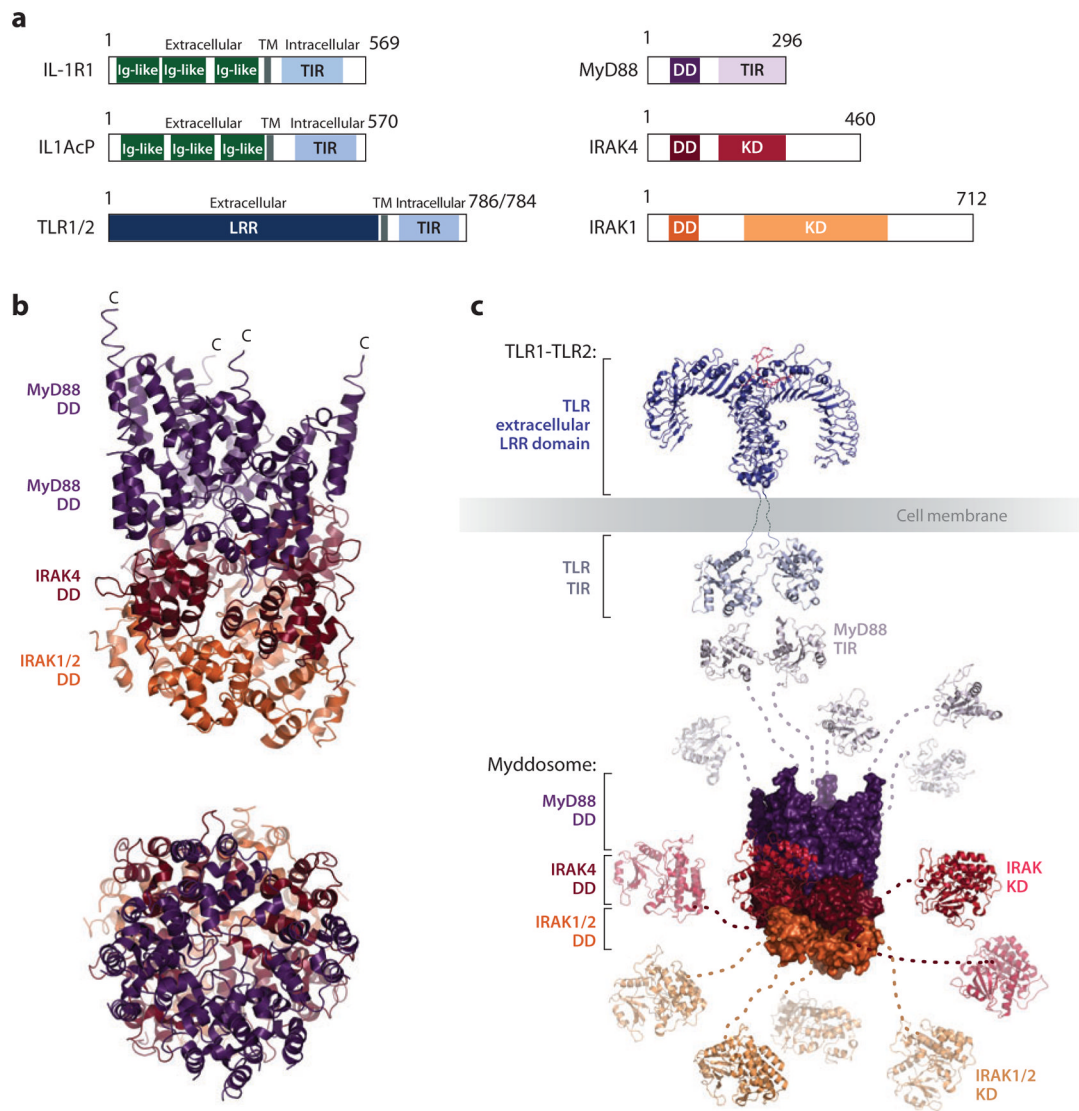 a
1 Extracellular TM Intracellular 569
IL-1R1 Ig-like Ig-like Ig-like TIR
1 Extracellular TM Intracellular 570
IL1AcP Ig-like Ig-like Ig-like TIR
1 Extracellular TM Intracellular 786/784
TLR1/2 LRR TIR
1 296
MyD88 DD TIR
1 460
IRAK4 DD KD
1 712
IRAK1 DD KD
b
C
C
C
C
MyD88
DD
MyD88
DD
IRAK4
DD
IRAK1/2
DD
c
TLR1-TLR2:
TLR
extracellular
LRR domain
Cell membrane
TLR
TIR
MyD88
TIR
Myddosome:
MyD88
DD
IRAK4
DD
IRAK1/2
DD
IRAK
KD
IRAK1/2
KD